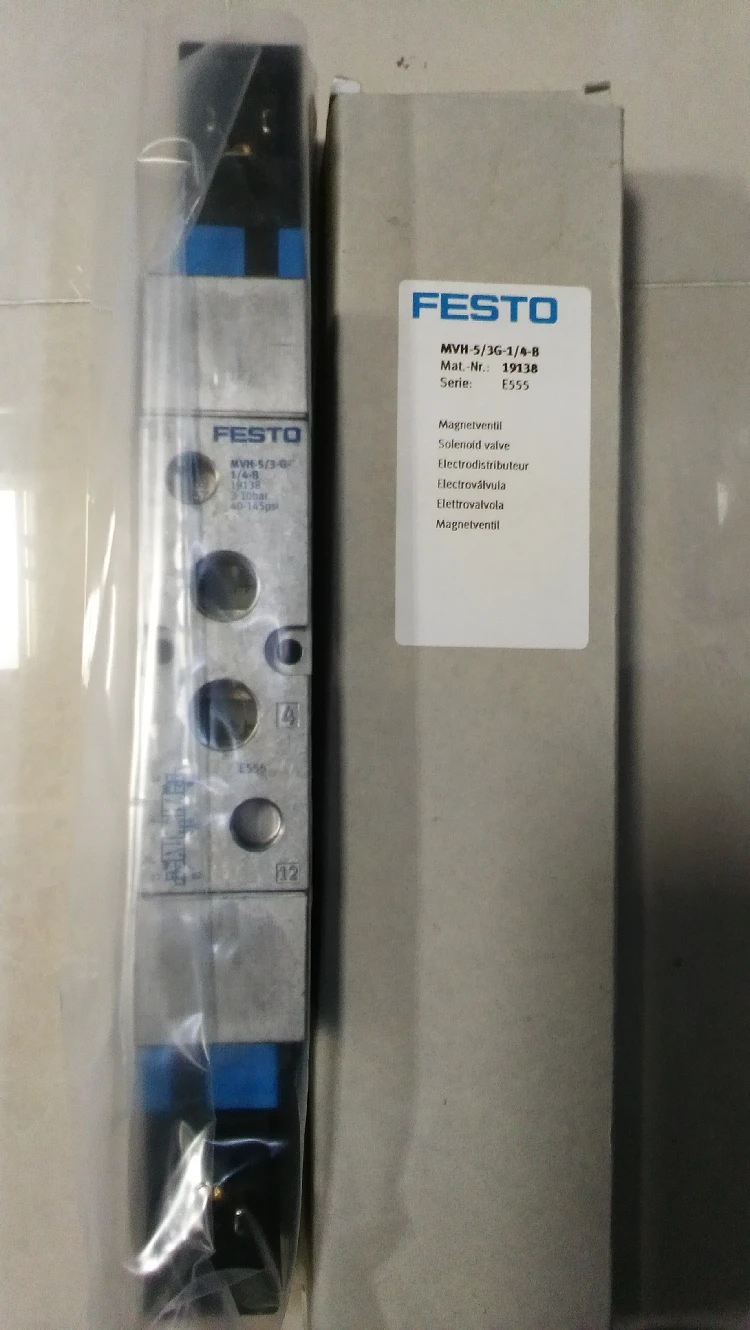 FESTO
MVH-5/3G-1/4-B
Mat.-Nr.: 19138
Serie: E555
Magnetventil
Solenoid valve
Electrodistributeur
Electroválvula
Elettrovalvola
Magnetventil
FESTO
MVH-5/3-G-
1/4-B
19138
3-10bar
40-145psi
4
E555
12